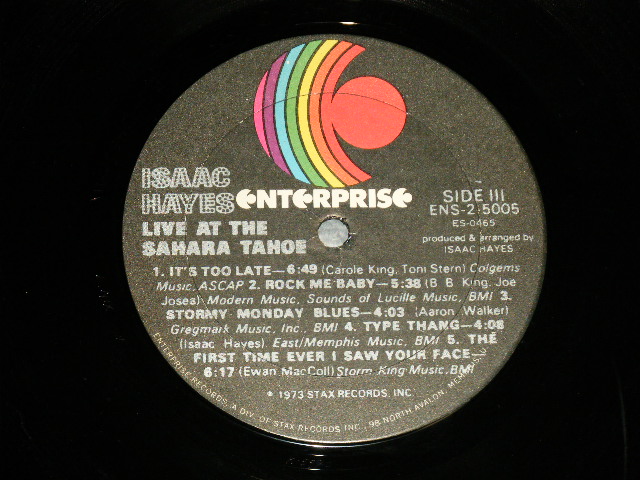 ISAAC
HAYES
ENTERPRISE
LIVE AT THE
SAHARA TAHOE
SIDE III
ENS-2-5005
ES-0465
produced & arranged by
ISAAC HAYES
1. IT'S TOO LATE—6:49 (Carole King, Toni Stern) Colgems
Music, ASCAP 2. ROCK ME BABY—5:38 (B B King, Joe
Josea) Modern Music, Sounds of Lucille Music, BMI 3.
STORMY MONDAY BLUES—4:03 (Aaron Walker)
Gregmark Music, Inc., BMI 4. TYPE THANG—4:08
(Isaac Hayes) East/Memphis Music, BMI 5. THE
FIRST TIME EVER I SAW YOUR FACE—
6:17 (Ewan MacColl) Storm King Music, BMI
℗ 1973 STAX RECORDS, INC.
ENTERPRISE RECORDS, A DIV. OF STAX RECORDS INC., 98 NORTH AVALON, MEMPHIS,